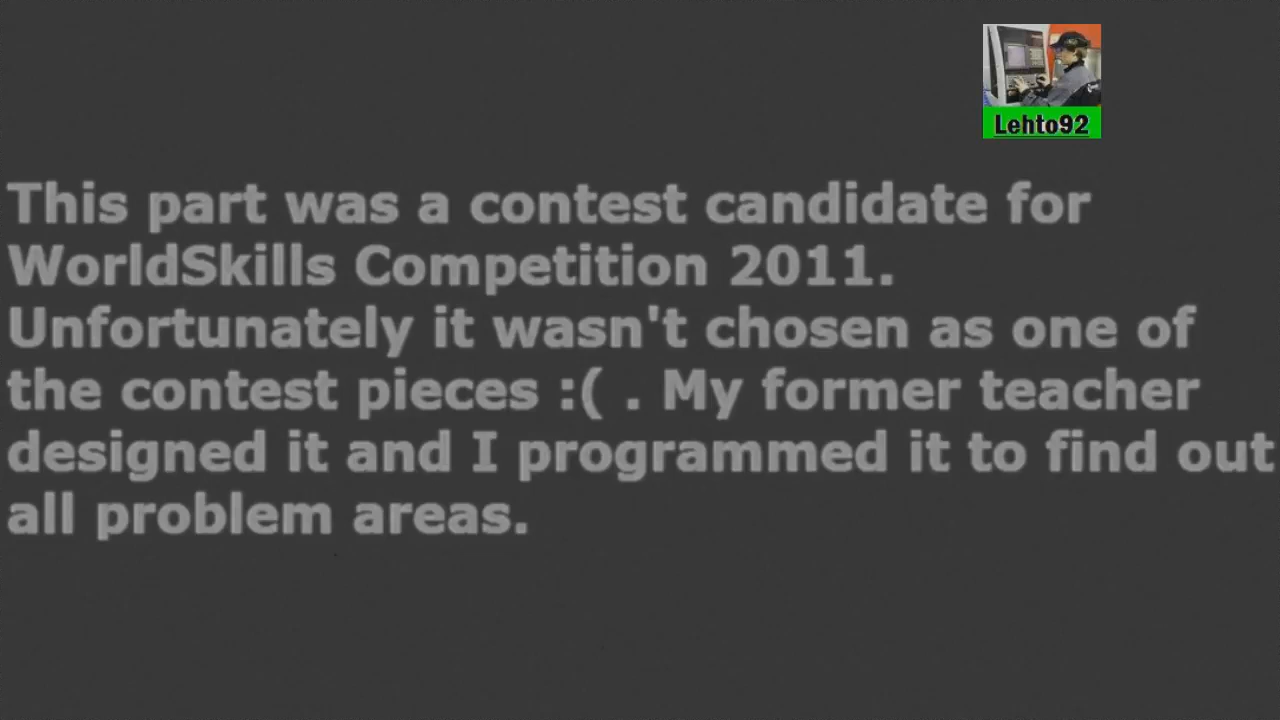 Lehto92
This part was a contest candidate for
WorldSkills Competition 2011.
Unfortunately it wasn't chosen as one of
the contest pieces :( . My former teacher
designed it and I programmed it to find out
all problem areas.